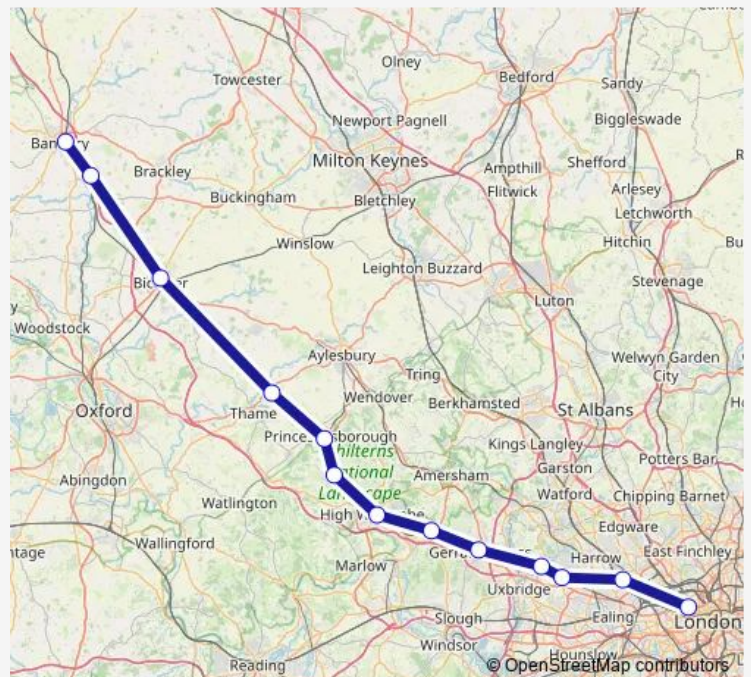 Olney
Towcester
Bedford
Sandy
Newport Pagnell
Biggleswade
Brackley
Milton Keynes
Ampthill
Shefford
Buckingham
Bletchley
Flitwick
Arlesey
Letchworth
Winslow
Hitchin
Leighton Buzzard
Stevenage
Luton
Woodstock
Aylesbury
Welwyn Garden
City
Tring
Wendover
Berkhamsted
St Albans
Oxford
Thame
Kings Langley
Potters Bar
Garston
Abingdon
Amersham
Watford
Chipping Barnet
Watlington
Edgware
Wallingford
Harrow
East Finchley
Marlow
Uxbridge
Ealing
Slough
London
Windsor
Hounslow
Reading
© OpenStreetMap contributors